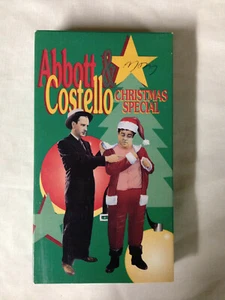 Abbott &
Costello
CHRISTMAS
SPECIAL